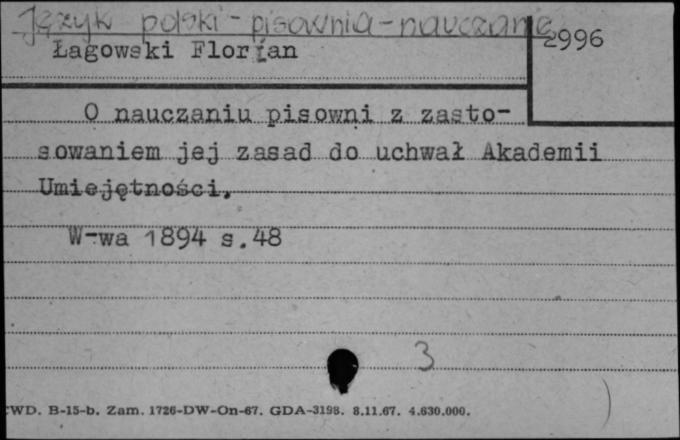 Język polski - pisownia - nauczanie
2996
Łagowski Florian
O nauczaniu pisowni z zasto-
sowaniem jej zasad do uchwał Akademii
Umiejętności.
W-wa 1894 s.48
3
CWD. B-15-b. Zam. 1726-DW-On-67. GDA-3198. 8.11.67. 4.630.000.